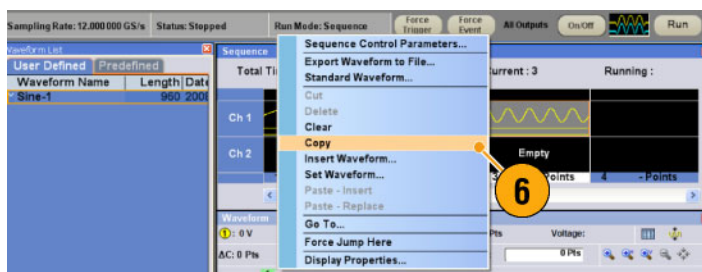 Sampling Rate: 12.000 000 GS/s Status: Stopped Run Mode: Sequence Force Trigger Force Event All Outputs On/Off Run
Waveform List
User Defined Predefined
Waveform Name Length Date
Sine-1 960 200
Sequence
Total Ti
Current : 3 Running :
Ch 1
Ch 2
Empty
Points 4 - Points
Sequence Control Parameters...
Export Waveform to File...
Standard Waveform...
Cut
Delete
Clear
Copy
Insert Waveform...
Set Waveform...
Paste - Insert
Paste - Replace
Go To...
Force Jump Here
Display Properties...
6
Waveform
1 : 0 V
Pts Voltage:
ΔC: 0 Pts
0 Pts